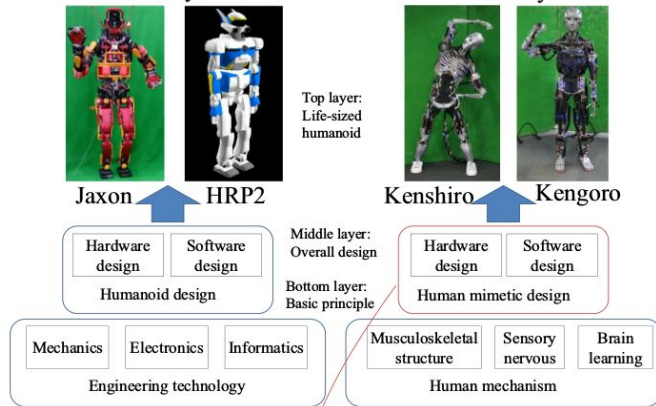 Top layer:
Life-sized
humanoid
Jaxon
HRP2
Kenshiro
Kengoro
Middle layer:
Overall design
Hardware
design
Software
design
Humanoid design
Hardware
design
Software
design
Human mimetic design
Bottom layer:
Basic principle
Mechanics
Electronics
Informatics
Engineering technology
Musculoskeletal
structure
Sensory
nervous
Brain
learning
Human mechanism